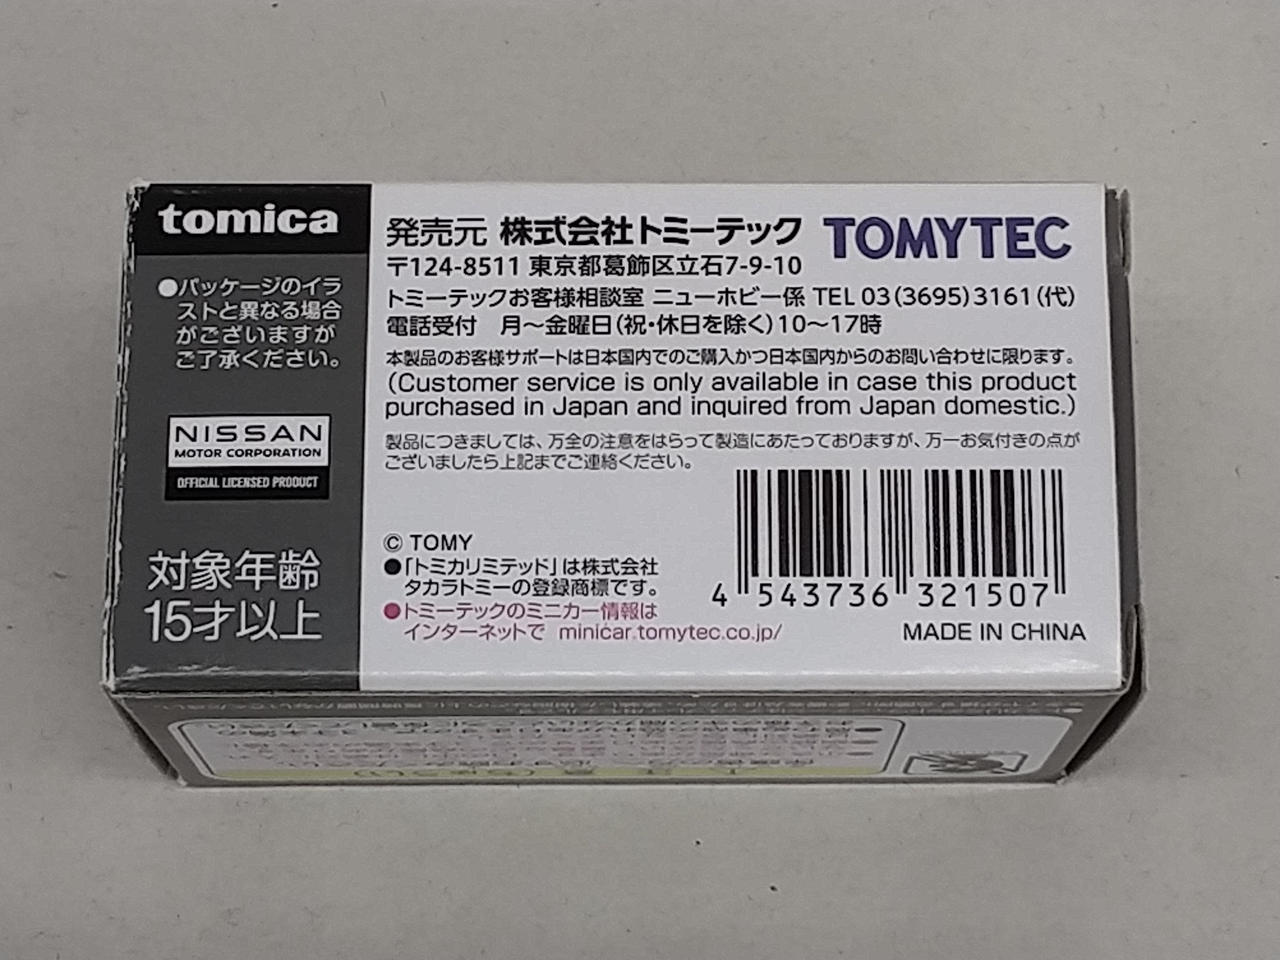 tomica
●パッケージのイラ
ストと異なる場合
がございますが
ご了承ください。
NISSAN
MOTOR CORPORATION
OFFICIAL LICENSED PRODUCT
対象年齢
15才以上
発売元 株式会社トミーテック TOMYTEC
〒124-8511 東京都葛飾区立石7-9-10
トミーテックお客様相談室 ニューホビー係 TEL 03(3695)3161(代)
電話受付 月～金曜日(祝・休日を除く)10～17時
本製品のお客様サポートは日本国内でのご購入かつ日本国内からのお問い合わせに限ります。
(Customer service is only available in case this product
purchased in Japan and inquired from Japan domestic.)
製品につきましては、万全の注意をはらって製造にあたっておりますが、万一お気付きの点が
ございましたら上記までご連絡ください。
© TOMY
●「トミカリミテッド」は株式会社
タカラトミーの登録商標です。
●トミーテックのミニカー情報は
インターネットで minicar.tomytec.co.jp/
4 543736 321507
MADE IN CHINA